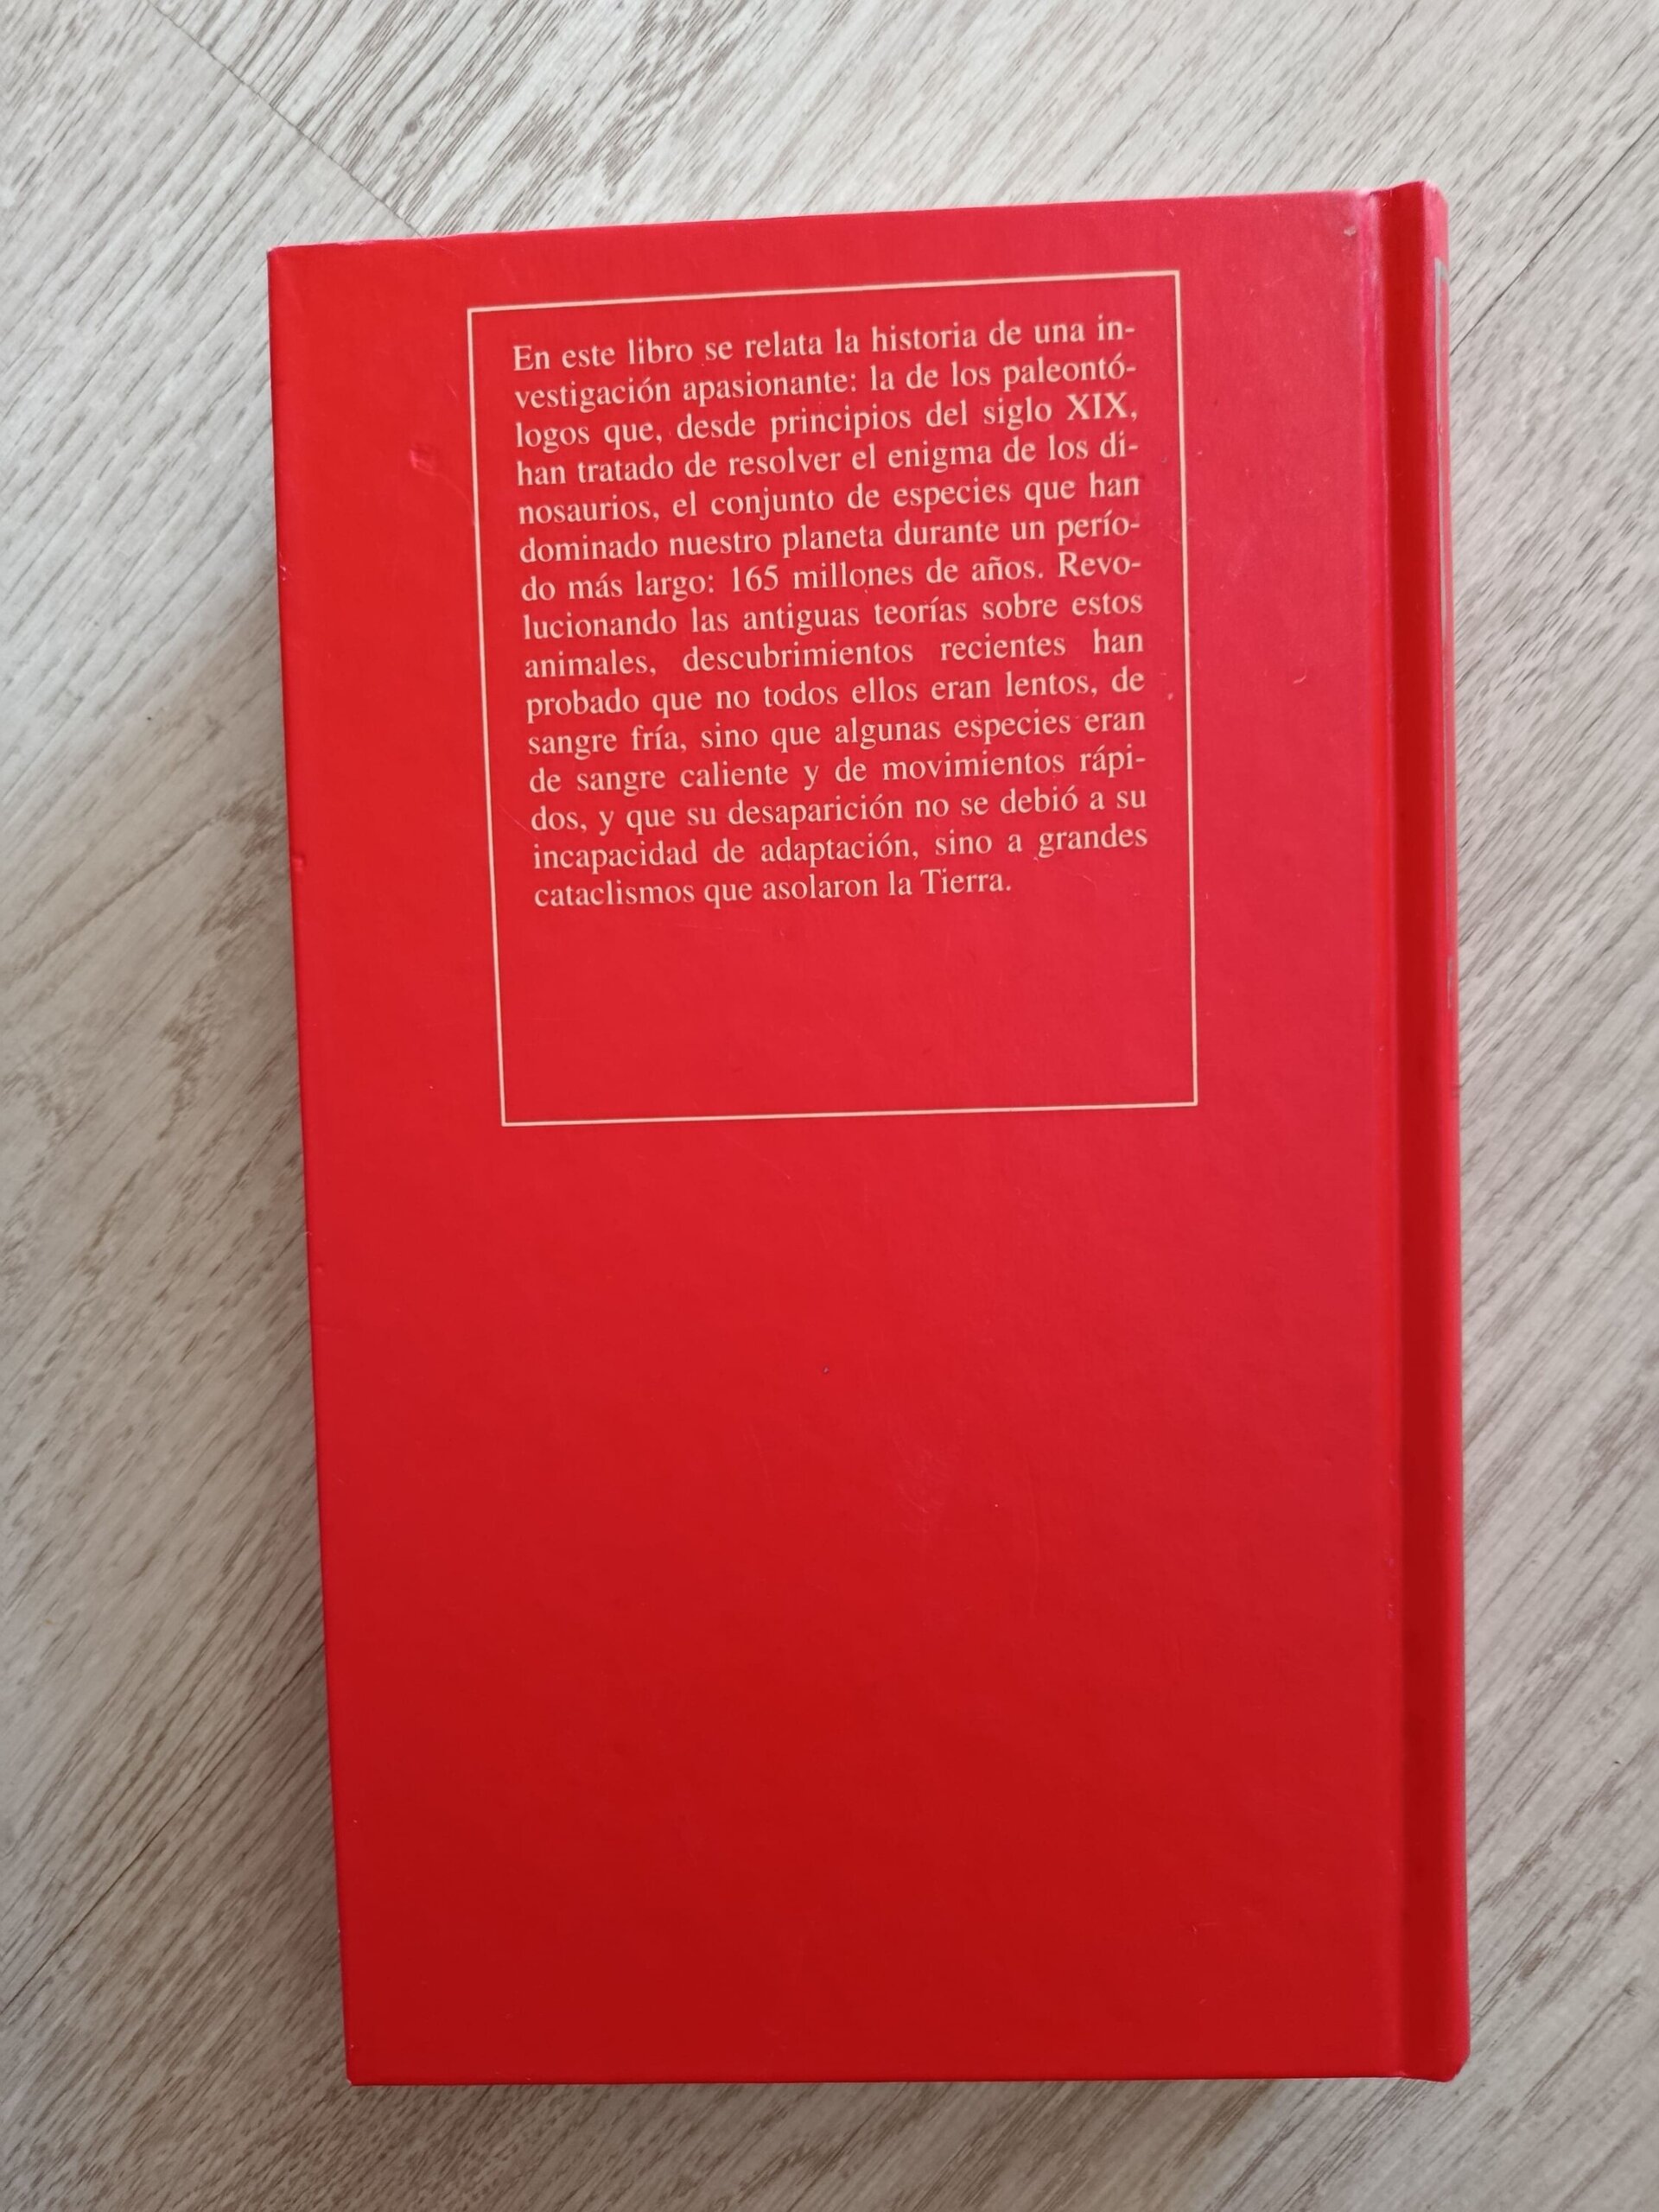 En este libro se relata la historia de una in-
vestigación apasionante: la de los paleontó-
logos que, desde principios del siglo XIX,
han tratado de resolver el enigma de los di-
nosaurios, el conjunto de especies que han
dominado nuestro planeta durante un perío-
do más largo: 165 millones de años. Revo-
lucionando las antiguas teorías sobre estos
animales, descubrimientos recientes han
probado que no todos ellos eran lentos, de
sangre fría, sino que algunas especies eran
de sangre caliente y de movimientos rápi-
dos, y que su desaparición no se debió a su
incapacidad de adaptación, sino a grandes
cataclismos que asolaron la Tierra.